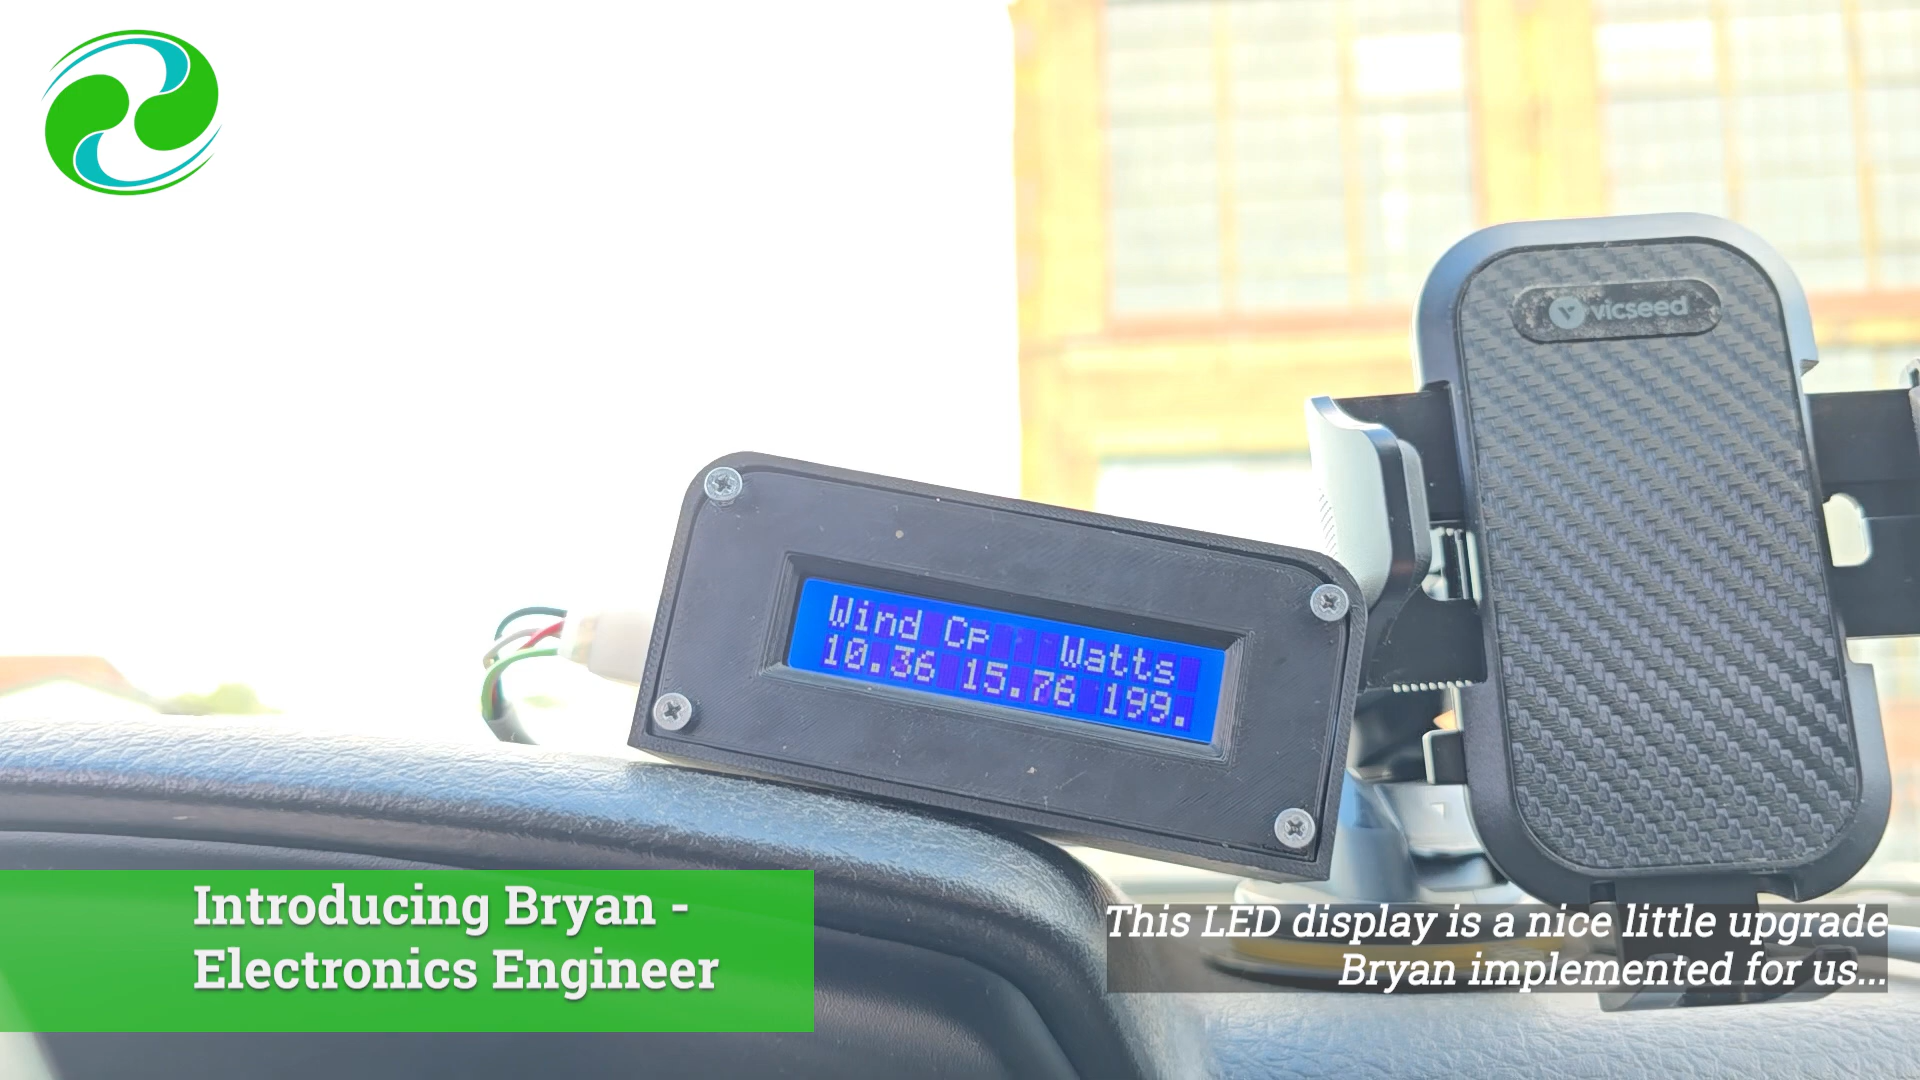 vicseed
Wind Cp Watts
10.36 15.76 199.
Introducing Bryan -
Electronics Engineer
This LED display is a nice little upgrade
Bryan implemented for us...